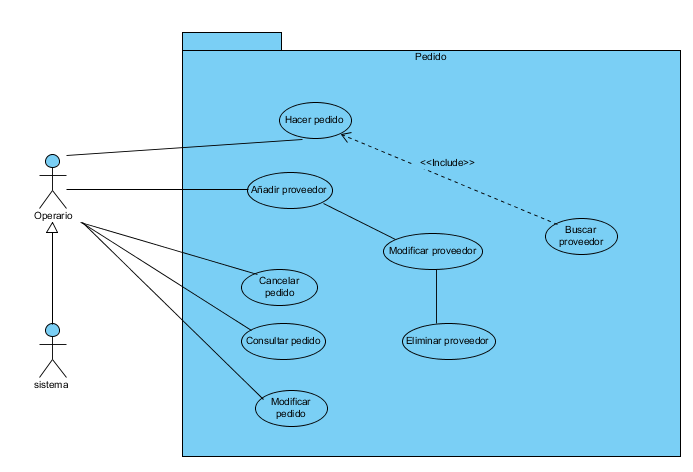 Pedido
Hacer pedido
<<Include>>
Añadir proveedor
Operario
Buscar
proveedor
Modificar proveedor
Cancelar
pedido
Consultar pedido
Eliminar proveedor
sistema
Modificar
pedido